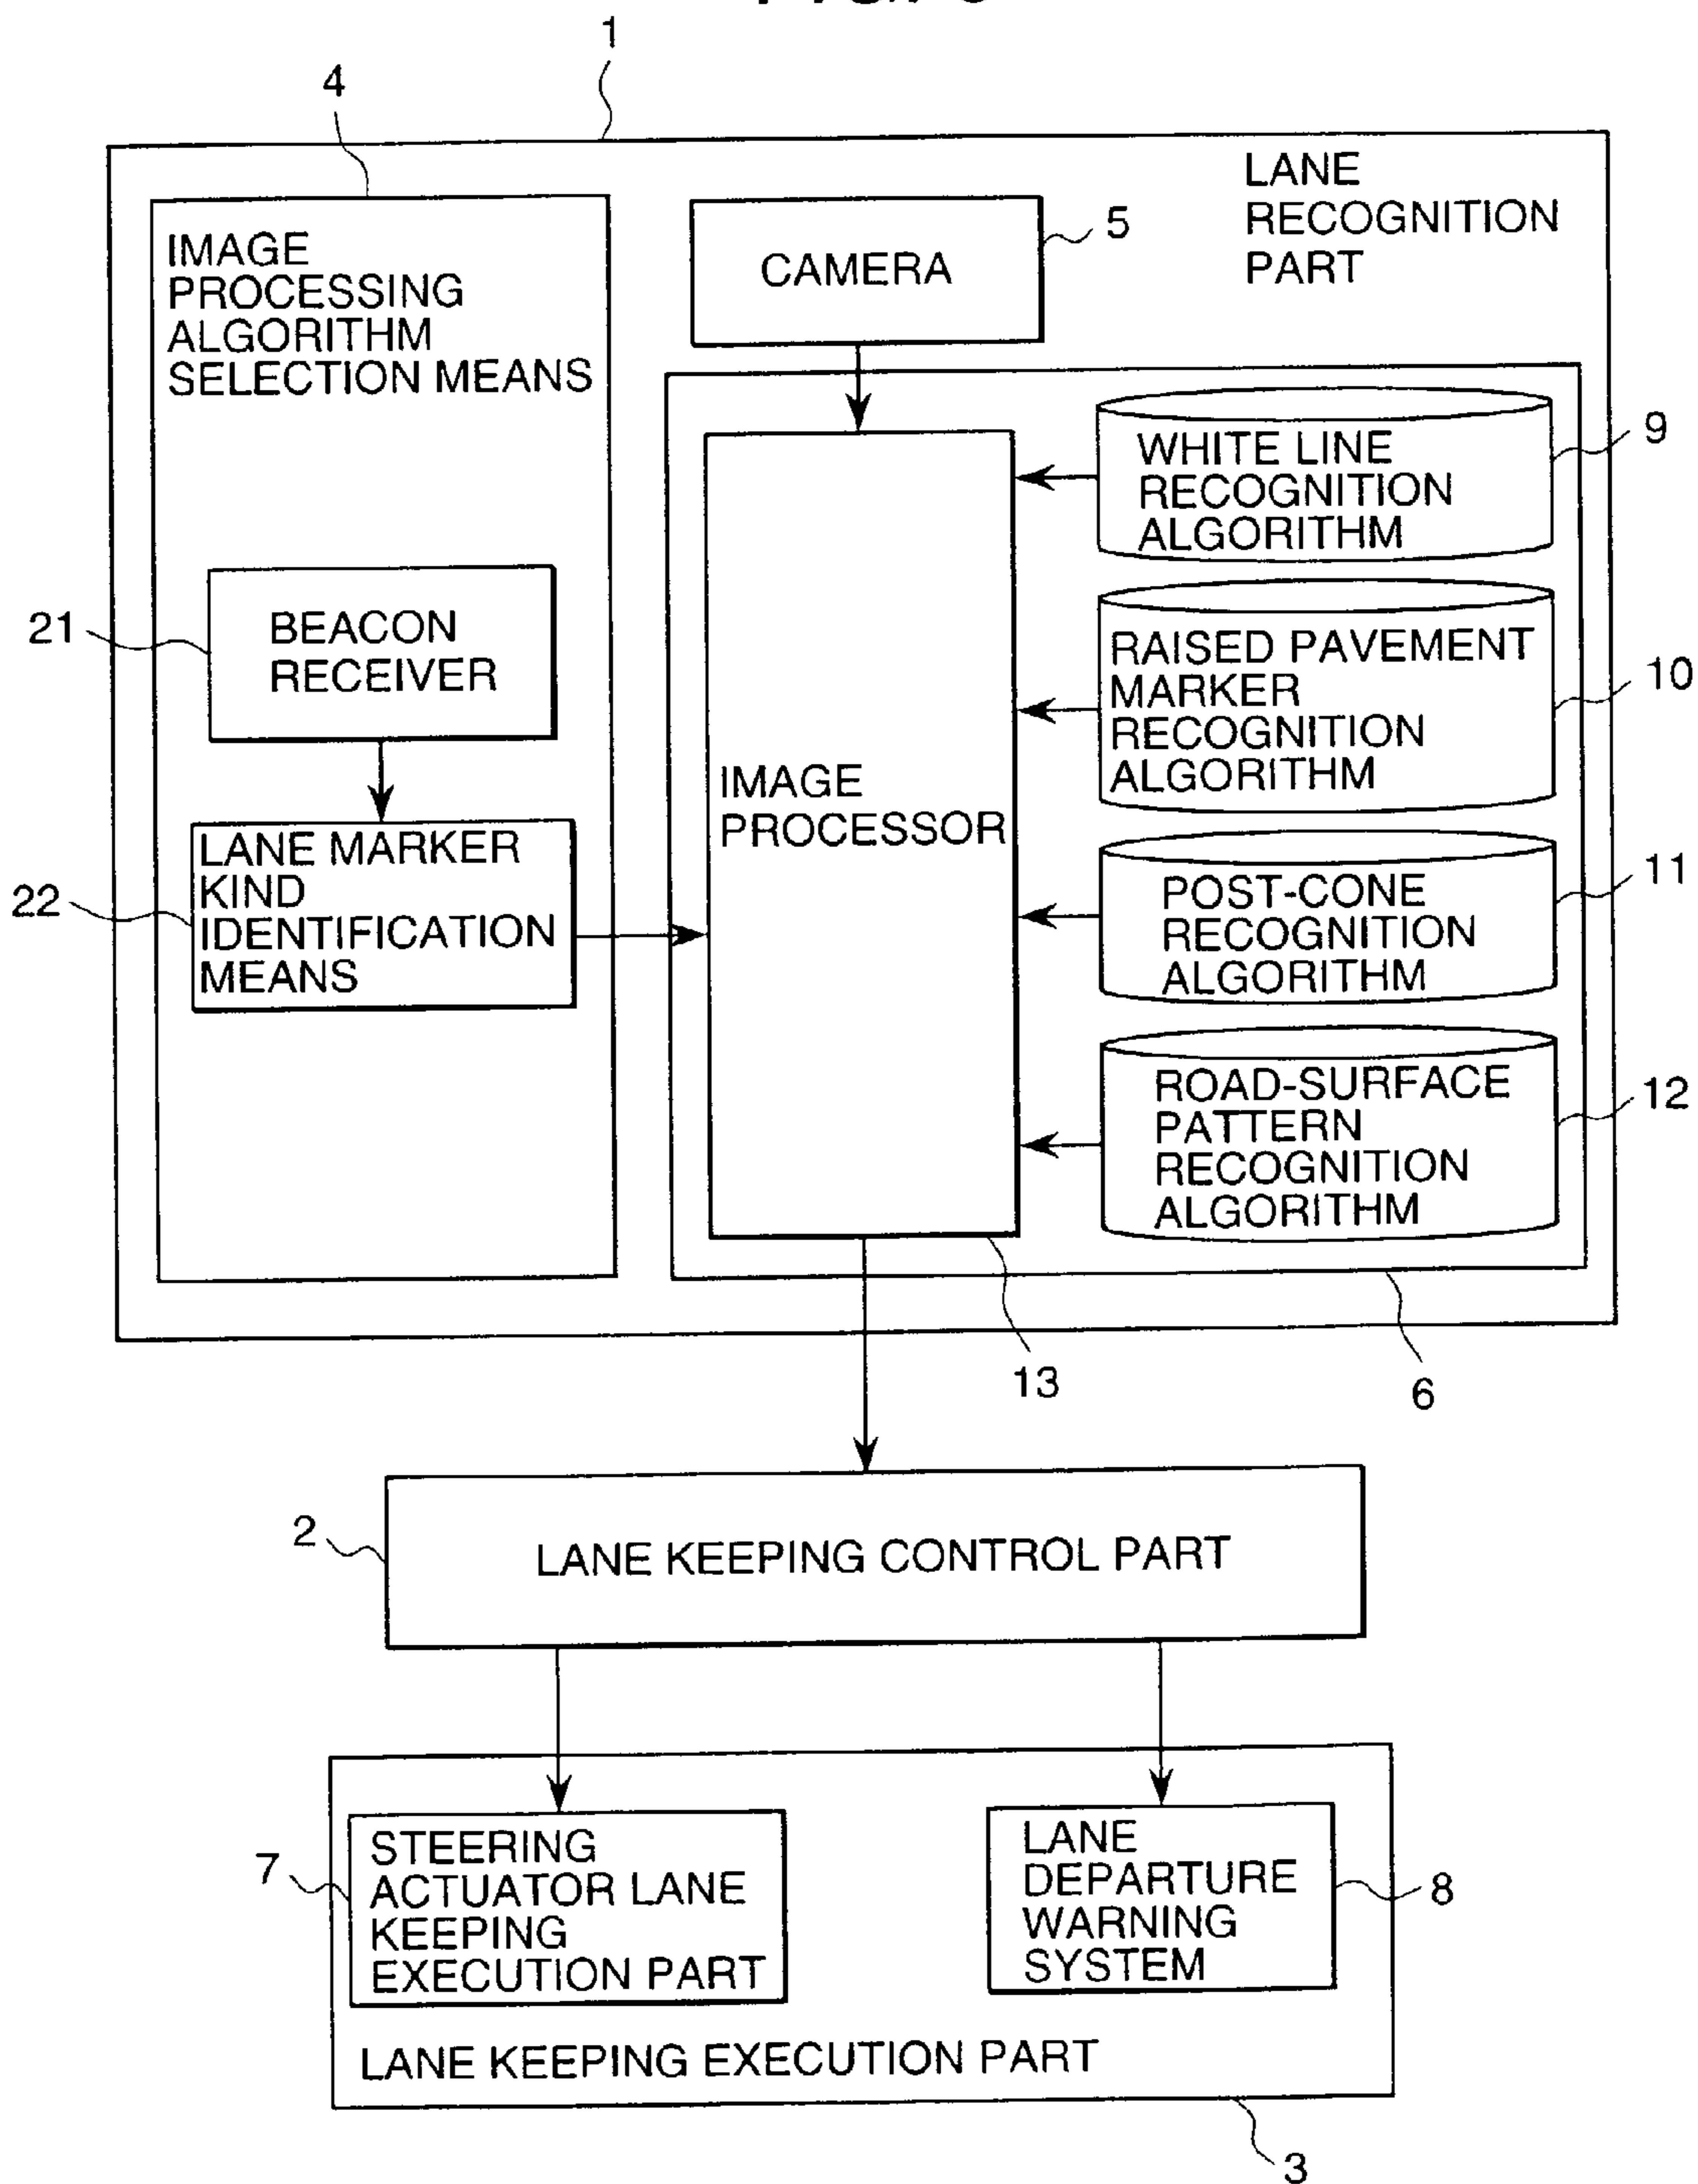 1
4
LANE
RECOGNITION
PART
IMAGE
PROCESSING
ALGORITHM
SELECTION MEANS
CAMERA
5
WHITE LINE
RECOGNITION
ALGORITHM
9
BEACON
RECEIVER
21
RAISED PAVEMENT
MARKER
RECOGNITION
ALGORITHM
10
IMAGE
PROCESSOR
LANE MARKER
KIND
IDENTIFICATION
MEANS
22
POST-CONE
RECOGNITION
ALGORITHM
11
ROAD-SURFACE
PATTERN
RECOGNITION
ALGORITHM
12
13
6
2
LANE KEEPING CONTROL PART
7
STEERING
ACTUATOR LANE
KEEPING
EXECUTION PART
LANE
DEPARTURE
WARNING
SYSTEM
8
LANE KEEPING EXECUTION PART
3